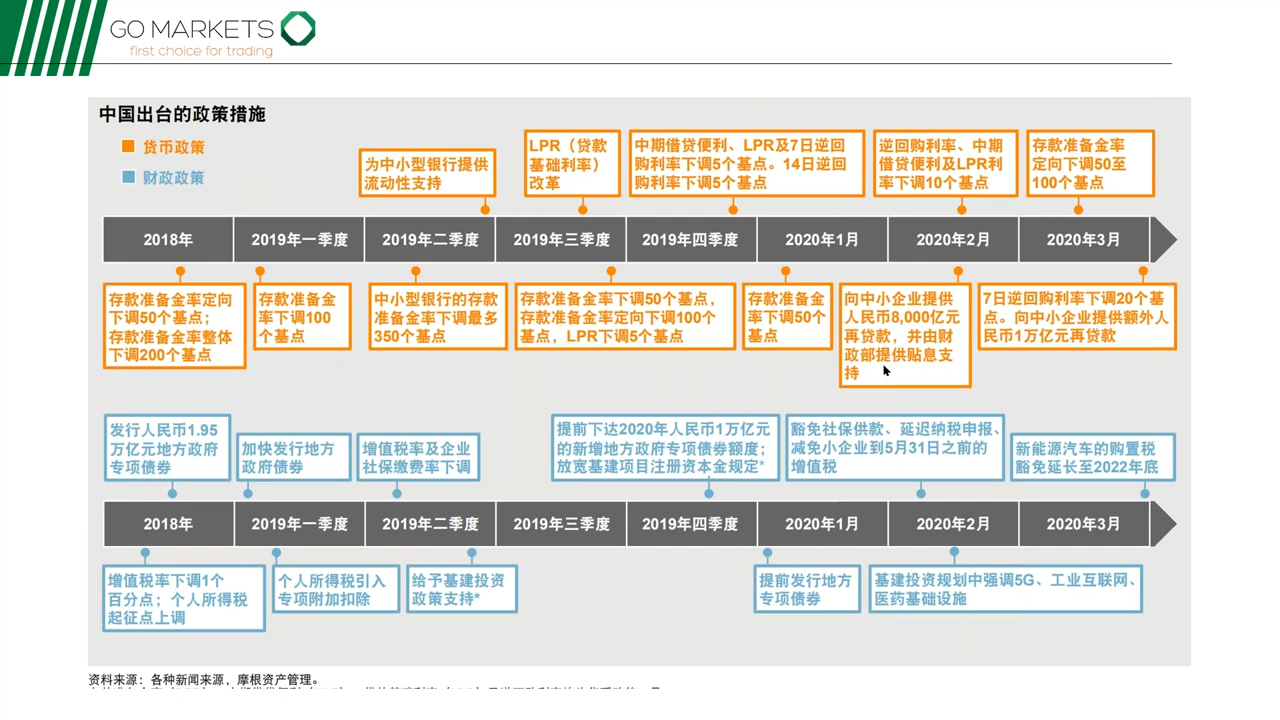 GO MARKETS
first choice for trading
中国出台的政策措施
货币政策
财政政策
为中小型银行提供
流动性支持
LPR（贷款
基础利率）
改革
中期借贷便利、LPR及7日逆回
购利率下调5个基点。14日逆回
购利率下调5个基点
逆回购利率、中期
借贷便利及LPR利
率下调10个基点
存款准备金率
定向下调50至
100个基点
2018年
2019年一季度
2019年二季度
2019年三季度
2019年四季度
2020年1月
2020年2月
2020年3月
存款准备金率定向
下调50个基点；
存款准备金率整体
下调200个基点
存款准备金
率下调100
个基点
中小型银行的存款
准备金率下调最多
350个基点
存款准备金率下调50个基点，
存款准备金率定向下调100个
基点，LPR下调5个基点
存款准备金
率下调50个
基点
向中小企业提供
人民币8,000亿元
再贷款，并由财
政部提供贴息支
持
7日逆回购利率下调20个基
点。向中小企业提供额外人
民币1万亿元再贷款
发行人民币1.95
万亿元地方政府
专项债券
加快发行地方
政府债券
增值税率及企业
社保缴费率下调
提前下达2020年人民币1万亿元
的新增地方政府专项债券额度；
放宽基建项目注册资本金规定*
豁免社保供款、延迟纳税申报、
减免小企业到5月31日之前的
增值税
新能源汽车的购置税
豁免延长至2022年底
2018年
2019年一季度
2019年二季度
2019年三季度
2019年四季度
2020年1月
2020年2月
2020年3月
增值税率下调1个
百分点；个人所得税
起征点上调
个人所得税引入
专项附加扣除
给予基建投资
政策支持*
提前发行地方
专项债券
基建投资规划中强调5G、工业互联网、
医药基础设施
资料来源：各种新闻来源，摩根资产管理。